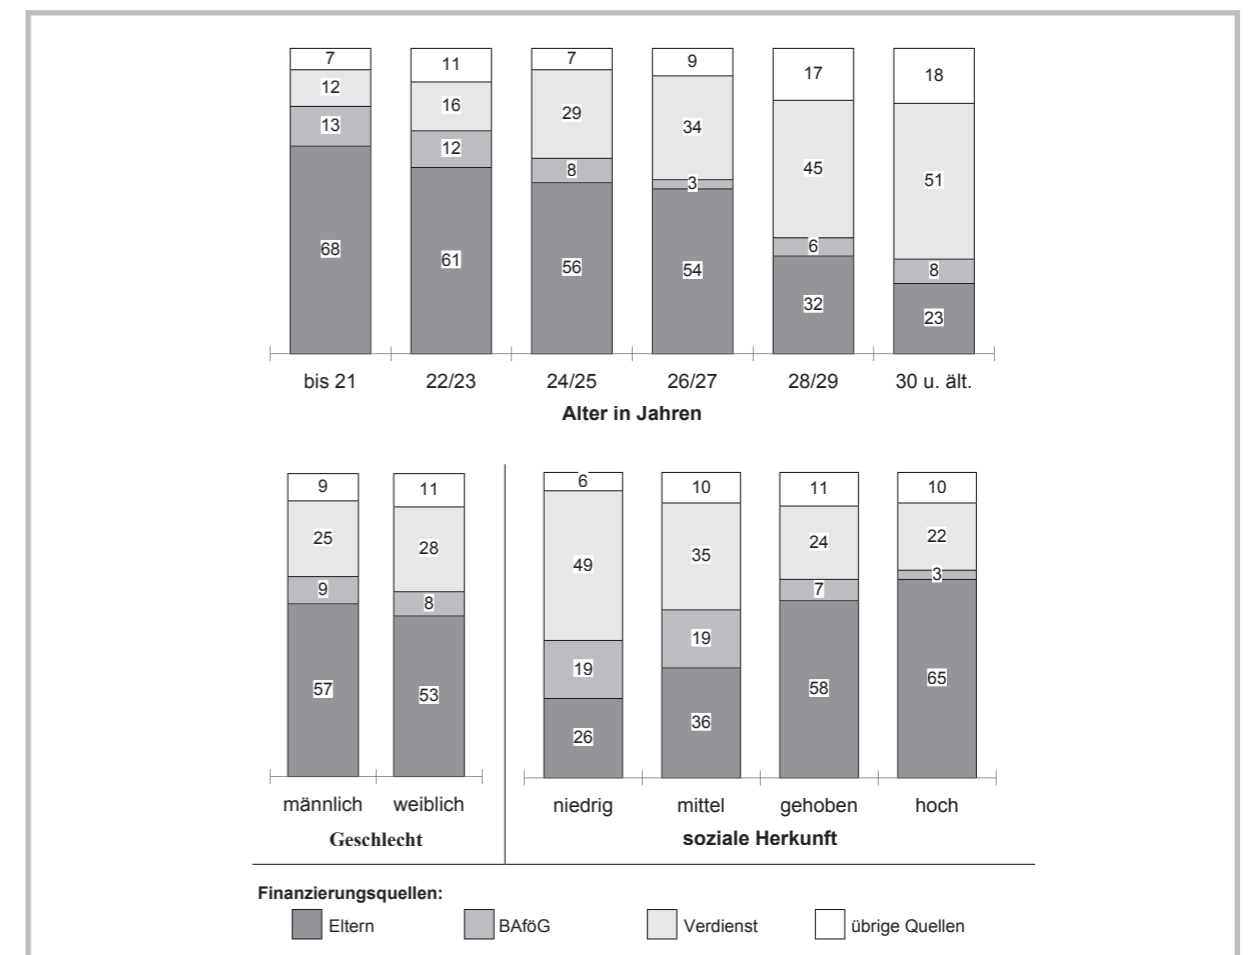 7 11 7 9 17 18
12 16 29 34 45 51
13 12 8 3 6 8
68 61 56 54 32 23
bis 21 22/23 24/25 26/27 28/29 30 u. ält.
Alter in Jahren
9 11 6 10 11 10
25 28 49 35 24 22
9 8 19 19 7 3
57 53 26 36 58 65
männlich weiblich niedrig mittel gehoben hoch
Geschlecht soziale Herkunft
Finanzierungsquellen:
Eltern BAföG Verdienst übrige Quellen